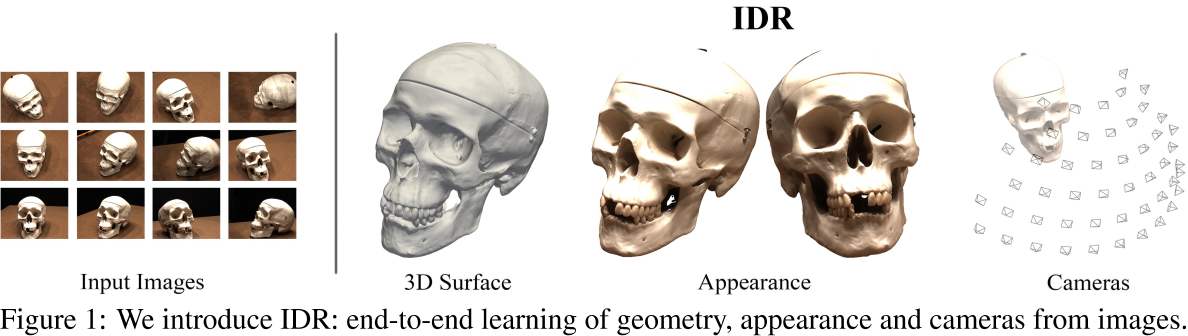 IDR
Input Images
3D Surface
Appearance
Cameras
Figure 1: We introduce IDR: end-to-end learning of geometry, appearance and cameras from images.